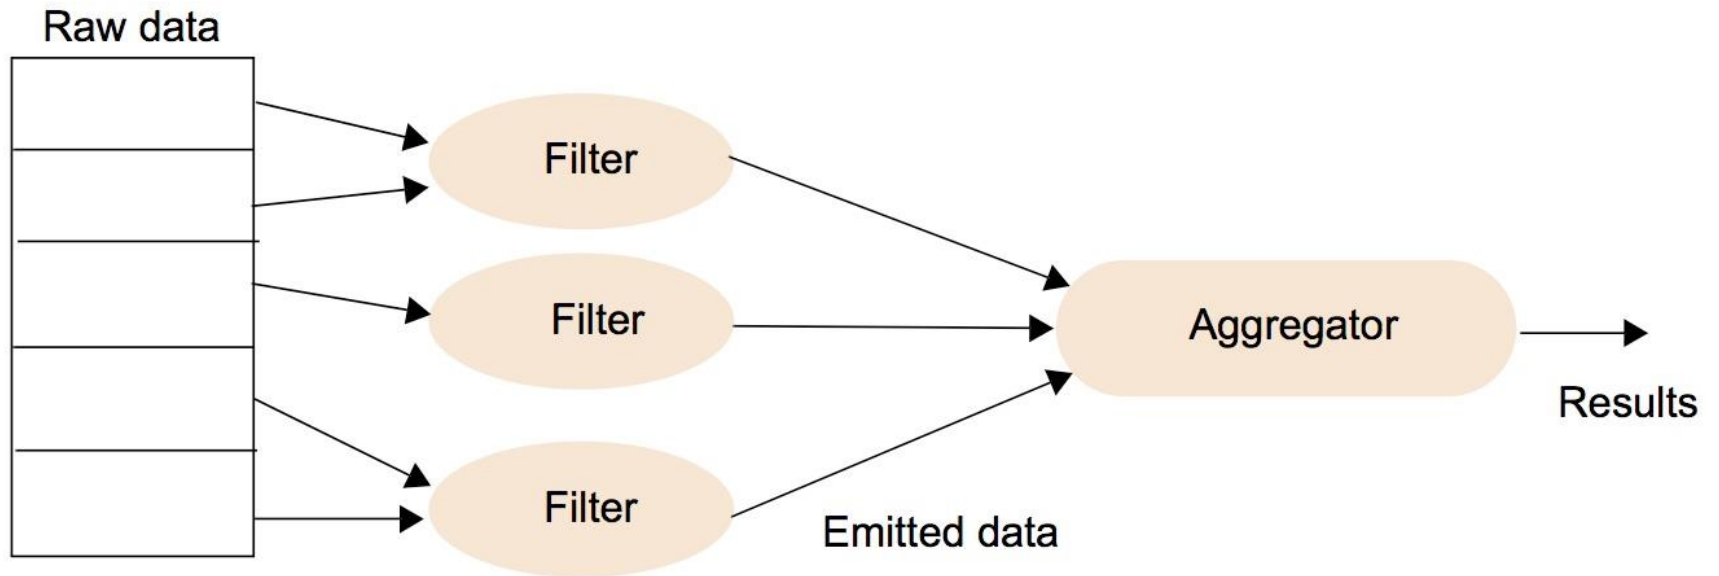 Raw data
Filter
Filter
Filter
Aggregator
Results
Emitted data